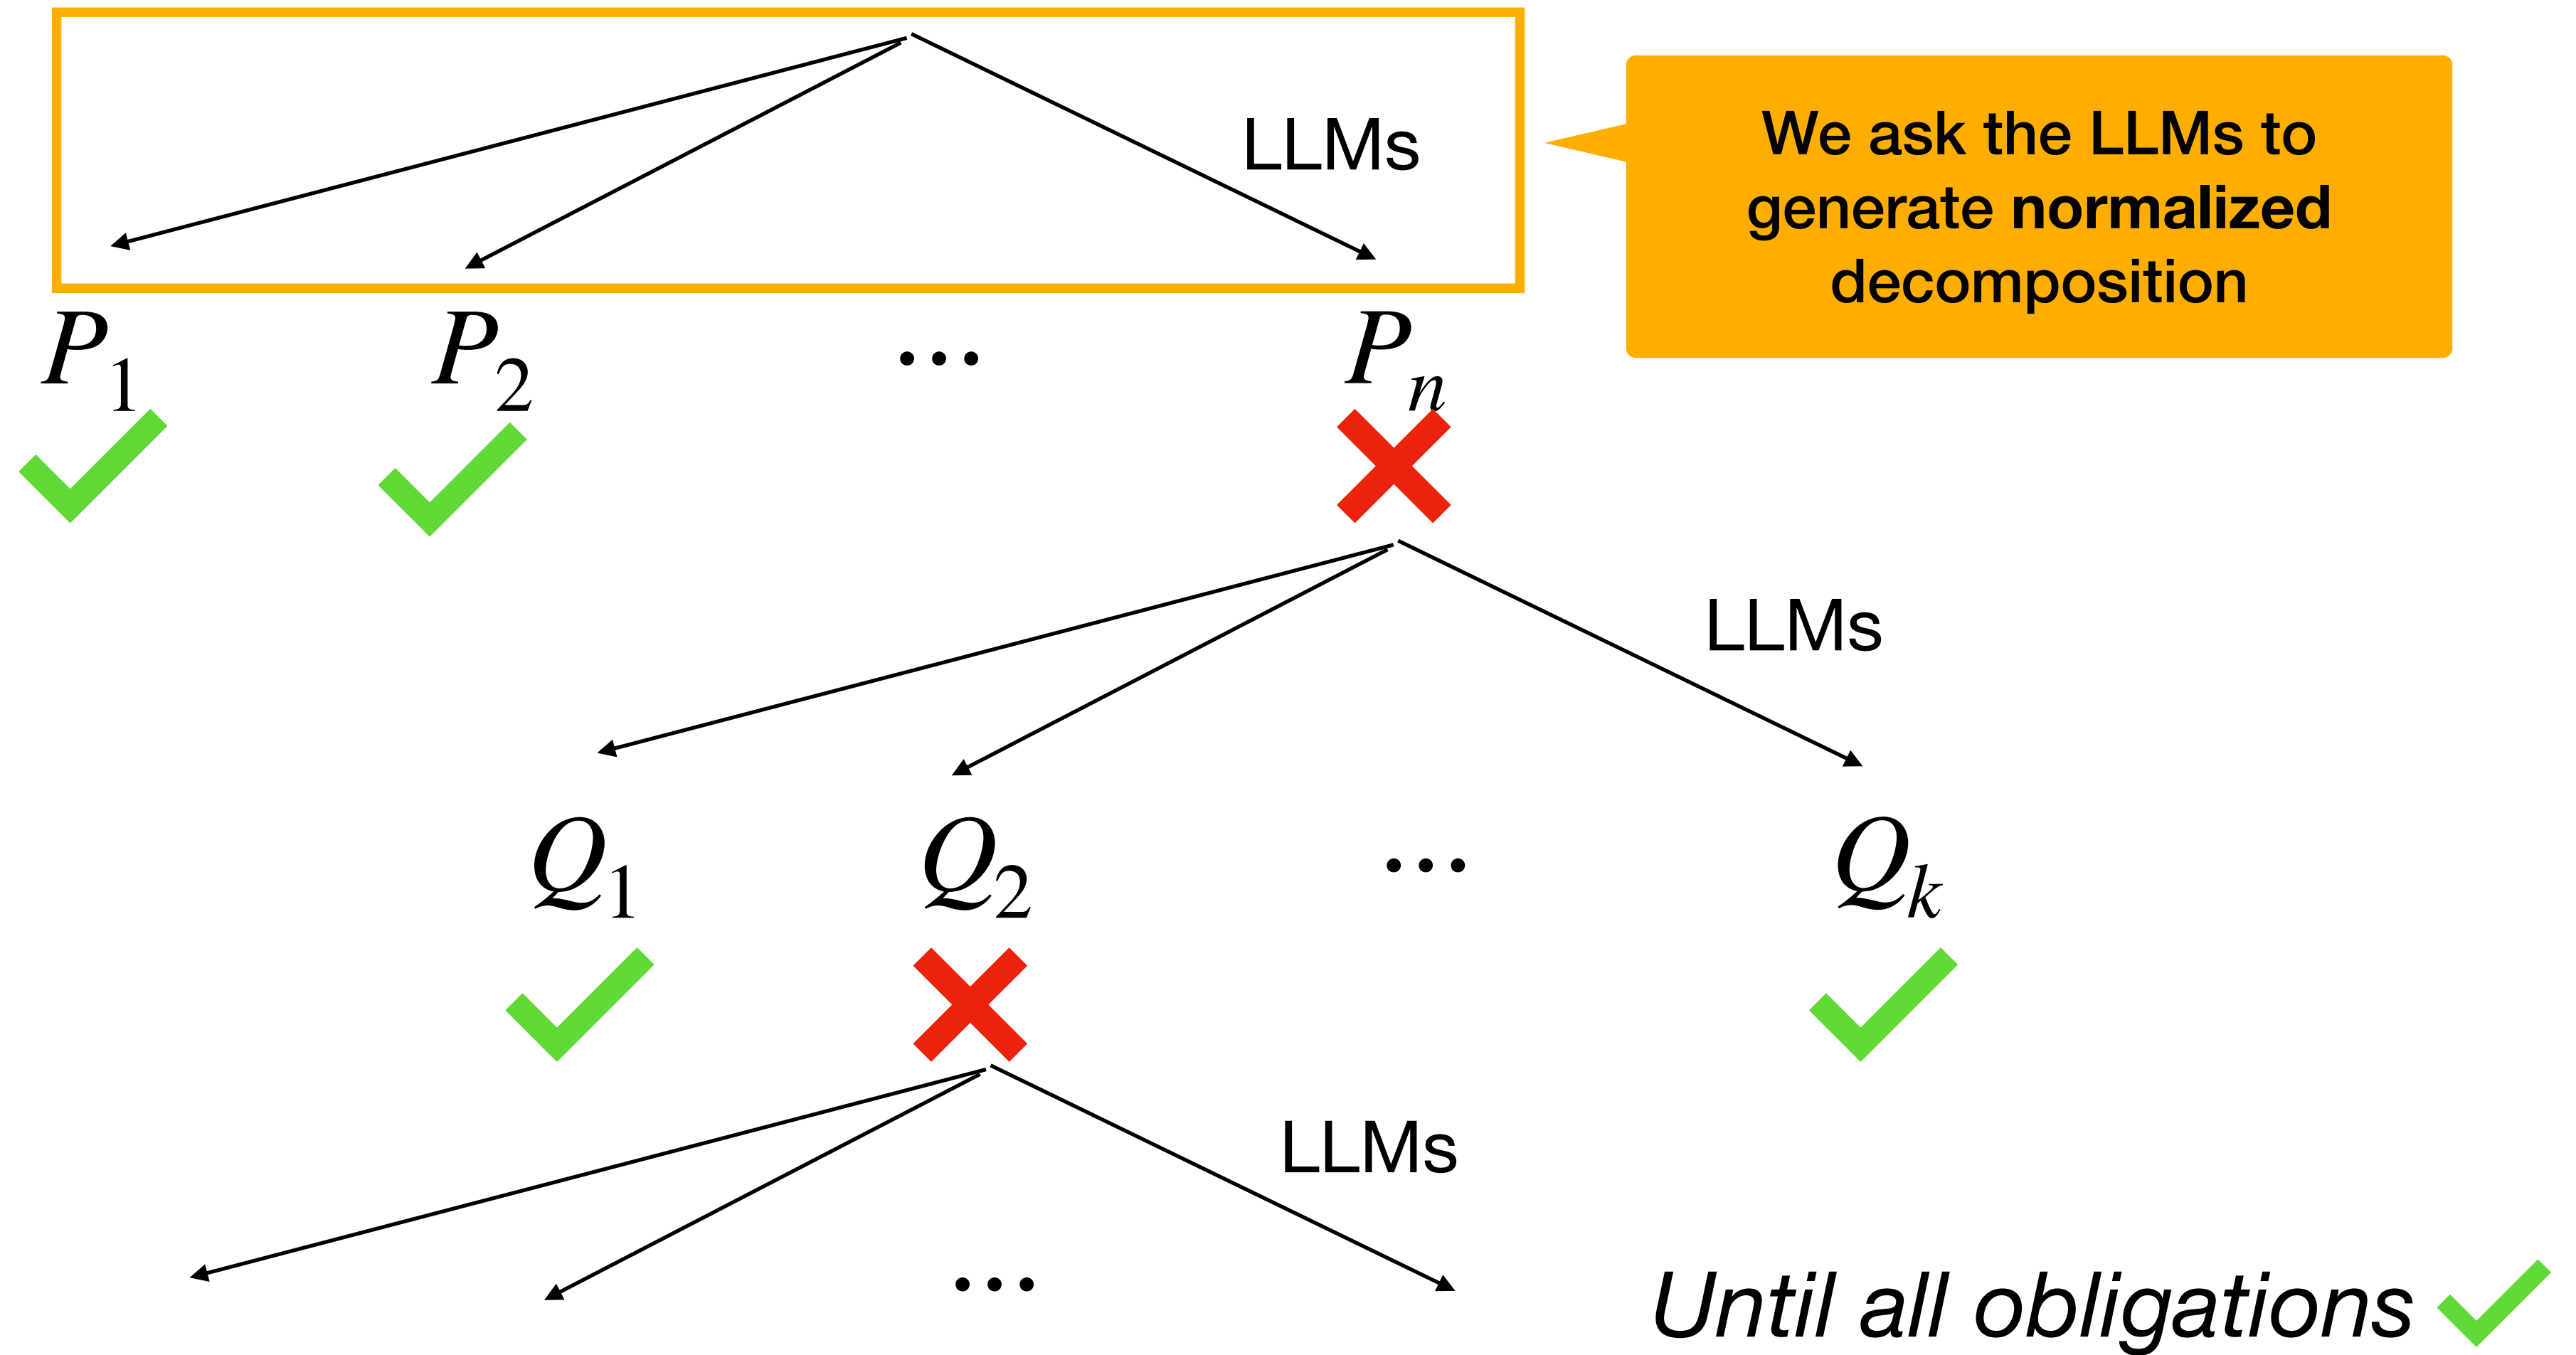 LLMs
We ask the LLMs to
generate normalized
decomposition
P₁ P₂ ... Pₙ
LLMs
Q₁ Q₂ ... Qₖ
LLMs
...
Until all obligations